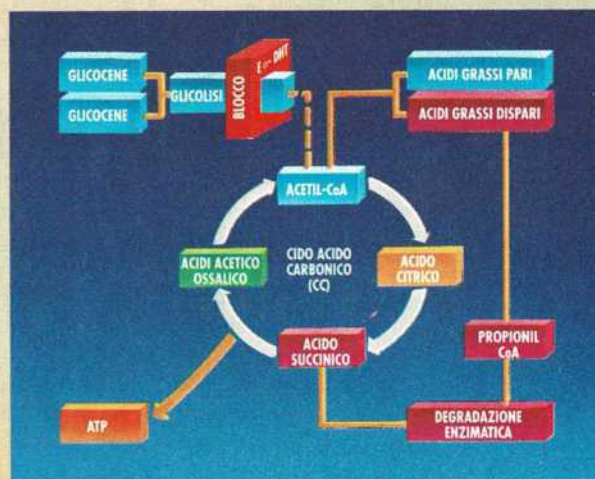 GLICOCENE
GLICOCENE
GLICOLISI
BLOCCO
DHT
ACIDI GRASSI PARI
ACIDI GRASSI DISPARI
ACETIL-CoA
ACIDI ACETICO
OSSALICO
CIDO ACIDO
CARBONICO
(CC)
ACIDO
CITRICO
ACIDO
SUCCINICO
PROPIONIL
CoA
ATP
DEGRADAZIONE
ENZIMATICA